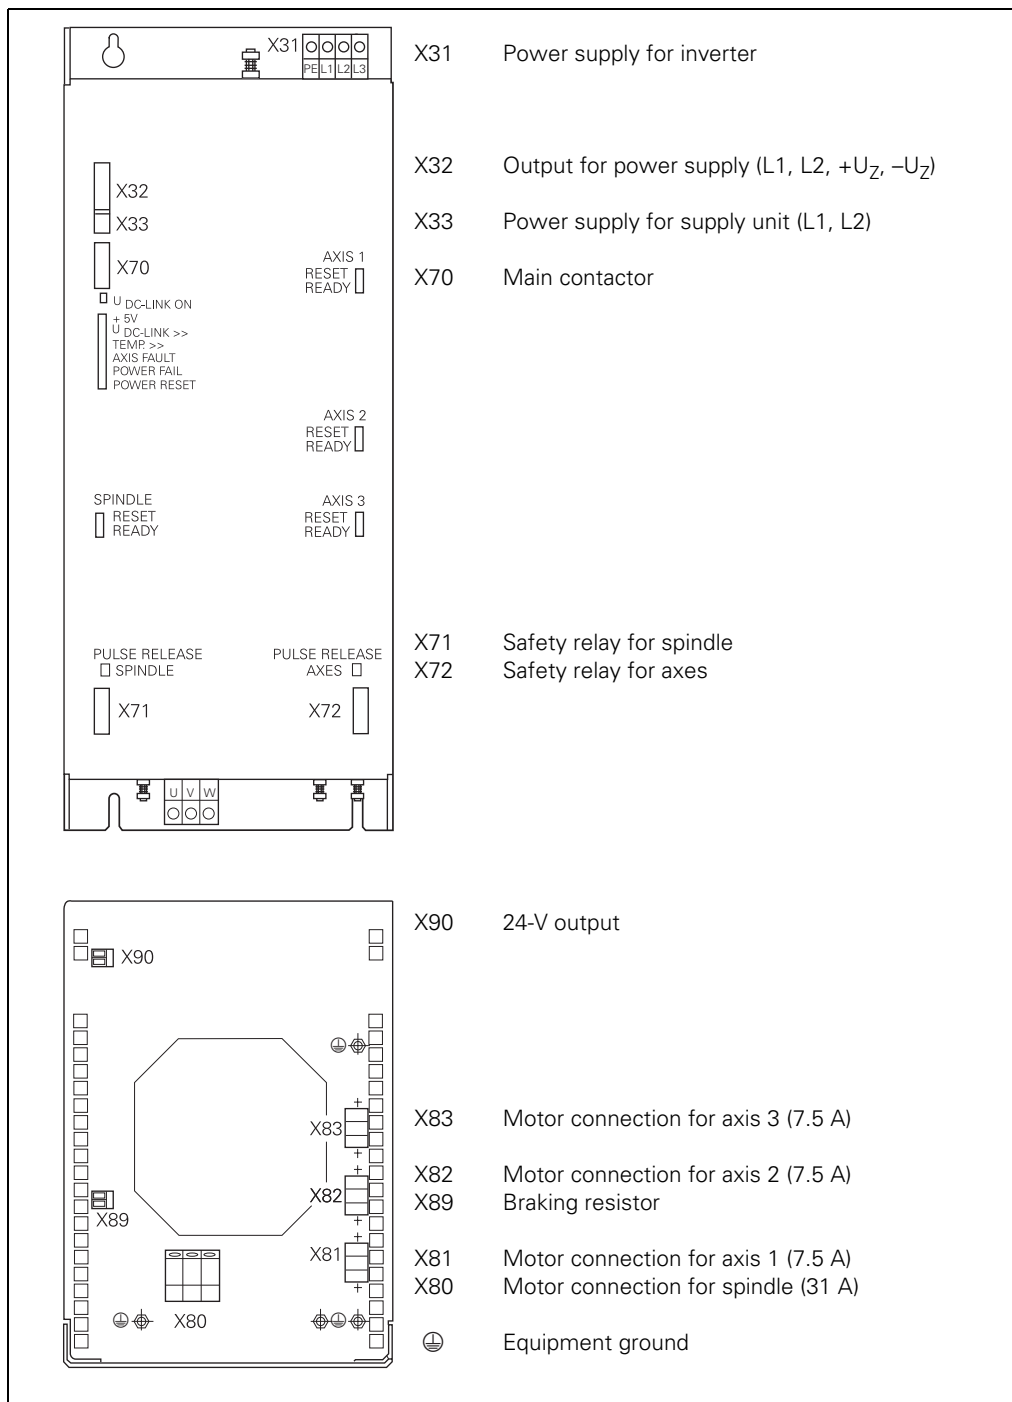 X31
PE L1 L2 L3
X31 Power supply for inverter
X32
X33
X70
X32 Output for power supply (L1, L2, +UZ, –UZ)
X33 Power supply for supply unit (L1, L2)
X70 Main contactor
AXIS 1
RESET
READY
U DC-LINK ON
+ 5V
U DC-LINK >>
TEMP. >>
AXIS FAULT
POWER FAIL
POWER RESET
AXIS 2
RESET
READY
SPINDLE
RESET
READY
AXIS 3
RESET
READY
PULSE RELEASE
SPINDLE
PULSE RELEASE
AXES
X71
X72
X71 Safety relay for spindle
X72 Safety relay for axes
U V W
X90
X90 24-V output
X83
X82
X89
X81
X80
X83 Motor connection for axis 3 (7.5 A)
X82 Motor connection for axis 2 (7.5 A)
X89 Braking resistor
X81 Motor connection for axis 1 (7.5 A)
X80 Motor connection for spindle (31 A)
Equipment ground